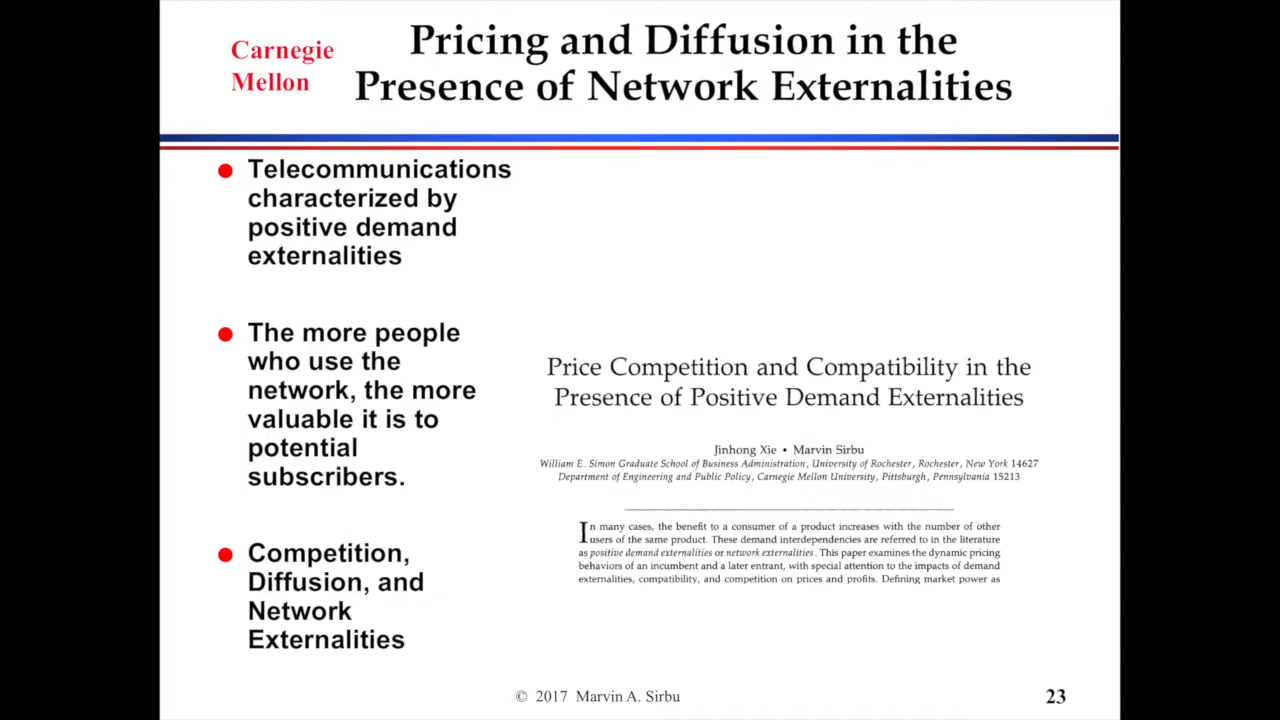 Carnegie
Mellon
Pricing and Diffusion in the
Presence of Network Externalities
Telecommunications
characterized by
positive demand
externalities
The more people
who use the
network, the more
valuable it is to
potential
subscribers.
Competition,
Diffusion, and
Network
Externalities
Price Competition and Compatibility in the
Presence of Positive Demand Externalities
Jinhong Xie • Marvin Sirbu
William E. Simon Graduate School of Business Administration, University of Rochester, Rochester, New York 14627
Department of Engineering and Public Policy, Carnegie Mellon University, Pittsburgh, Pennsylvania 15213
In many cases, the benefit to a consumer of a product increases with the number of other
users of the same product. These demand interdependencies are referred to in the literature
as positive demand externalities or network externalities. This paper examines the dynamic pricing
behaviors of an incumbent and a later entrant, with special attention to the impacts of demand
externalities, compatibility, and competition on prices and profits. Defining market power as
© 2017 Marvin A. Sirbu
23